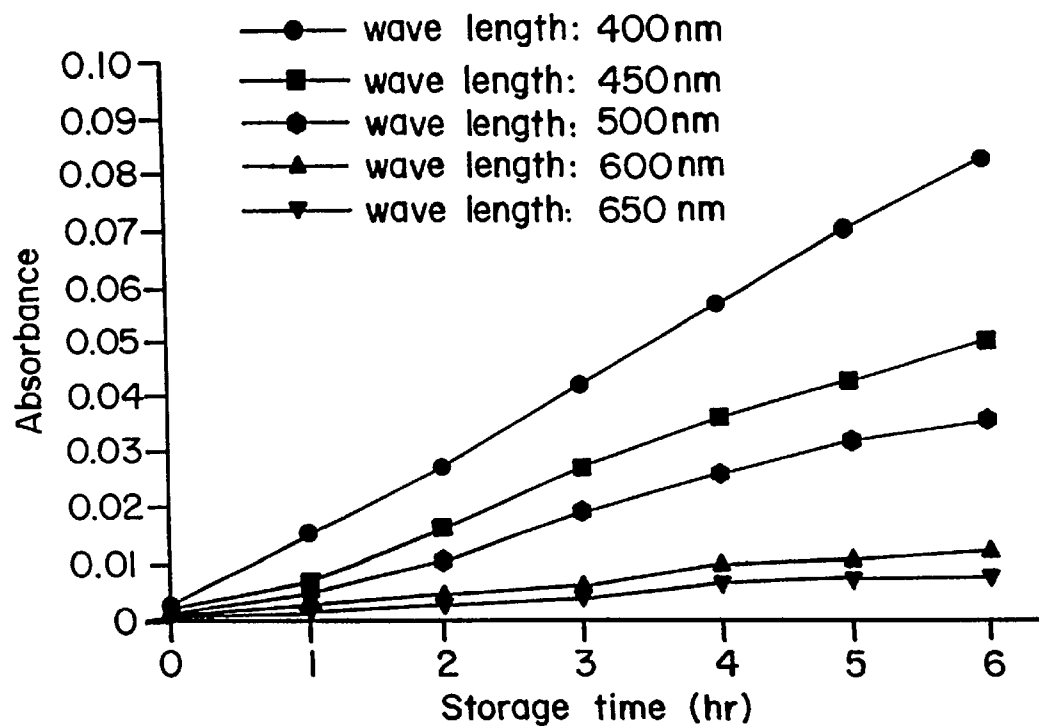 wave length: 400nm
wave length: 450nm
wave length: 500nm
wave length: 600nm
wave length: 650nm
0.10
0.09
0.08
0.07
0.06
0.05
0.04
0.03
0.02
0.01
0
Absorbance
0 1 2 3 4 5 6
Storage time (hr)